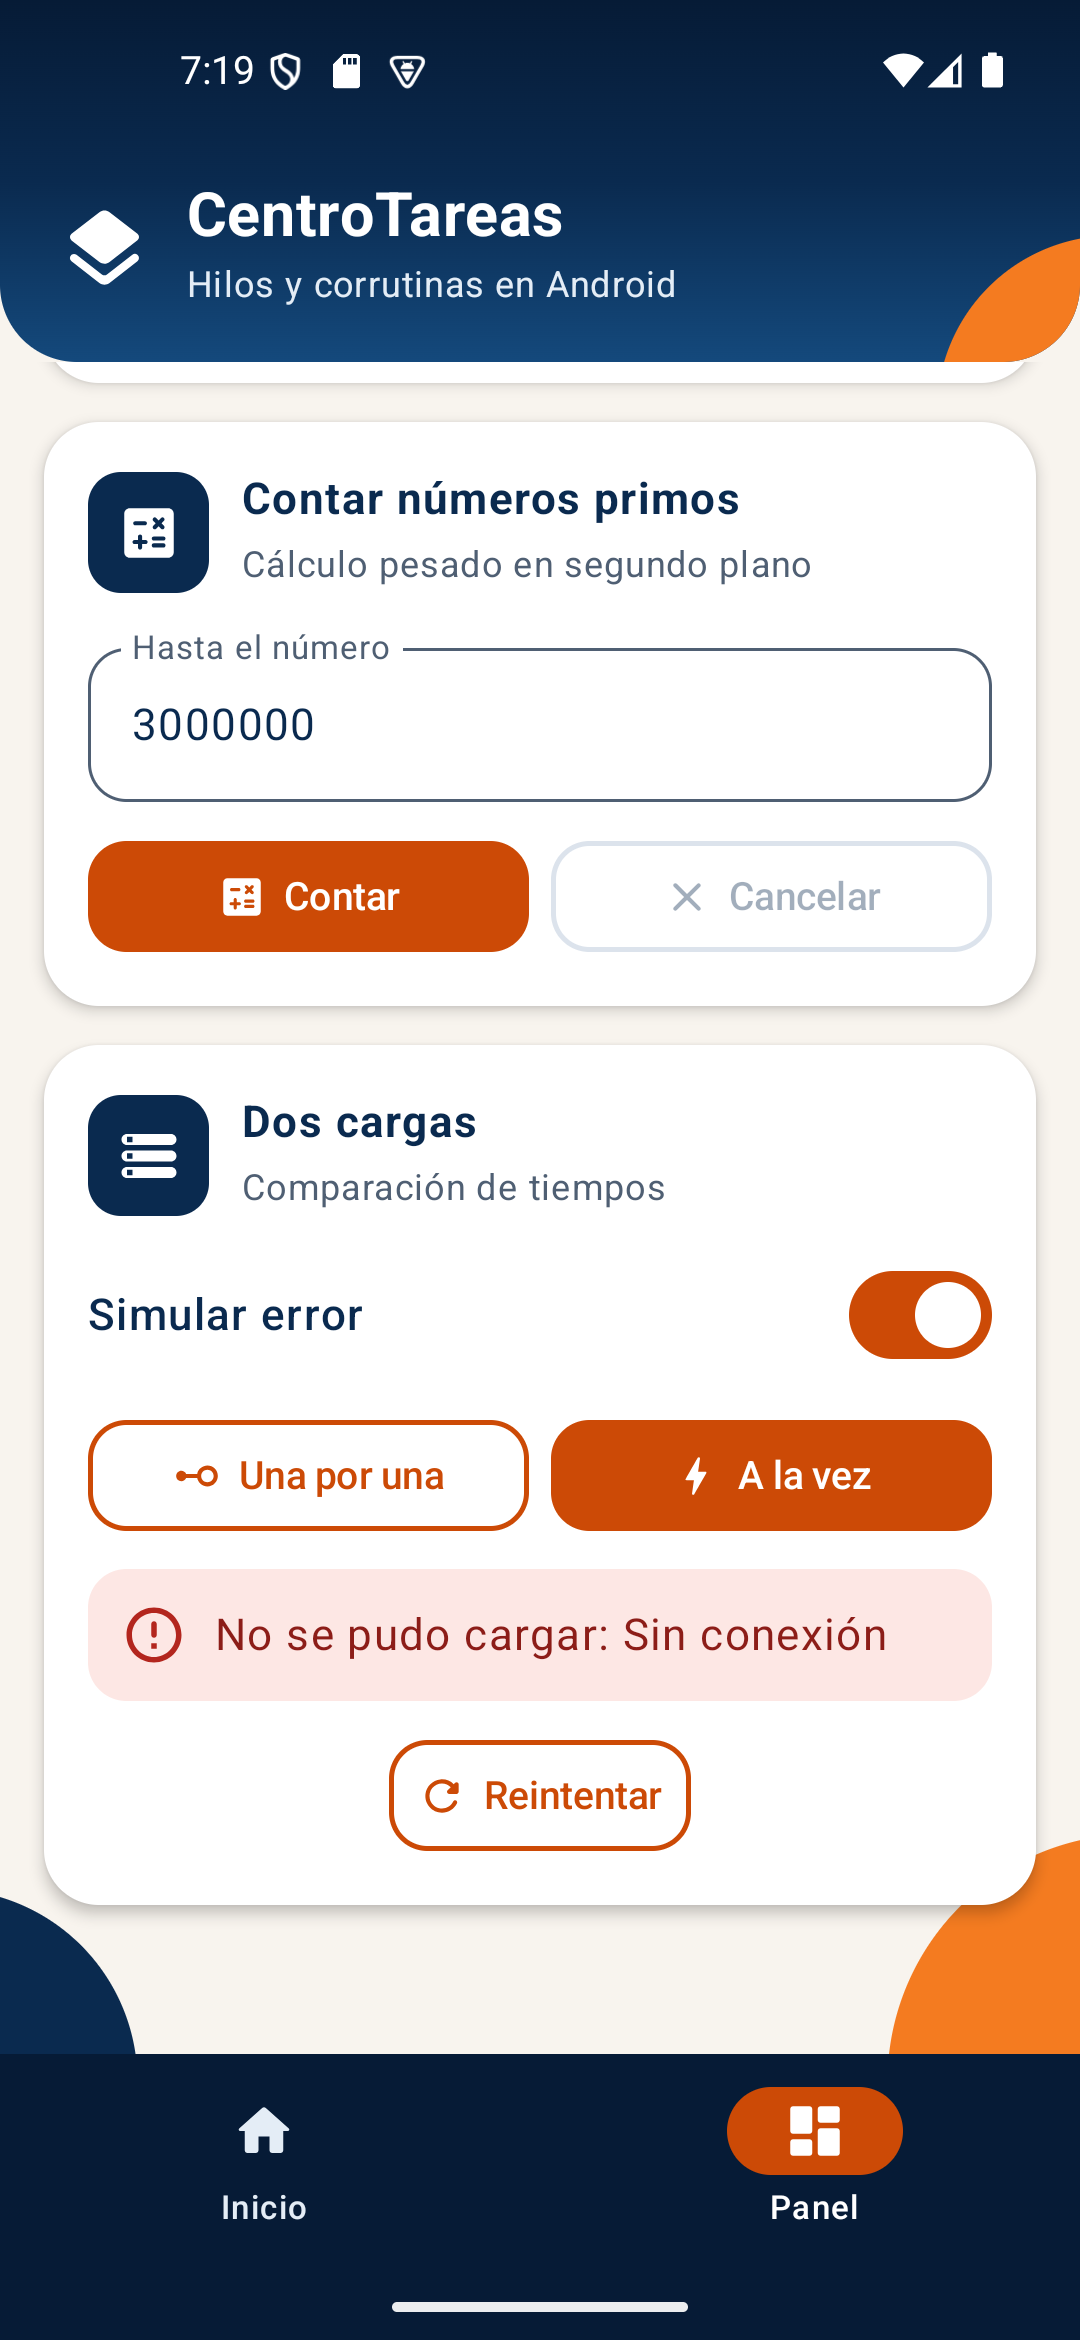 7:19
CentroTareas
Hilos y corrutinas en Android
Contar números primos
Cálculo pesado en segundo plano
Hasta el número
3000000
Contar
Cancelar
Dos cargas
Comparación de tiempos
Simular error
Una por una
A la vez
No se pudo cargar: Sin conexión
Reintentar
Inicio
Panel